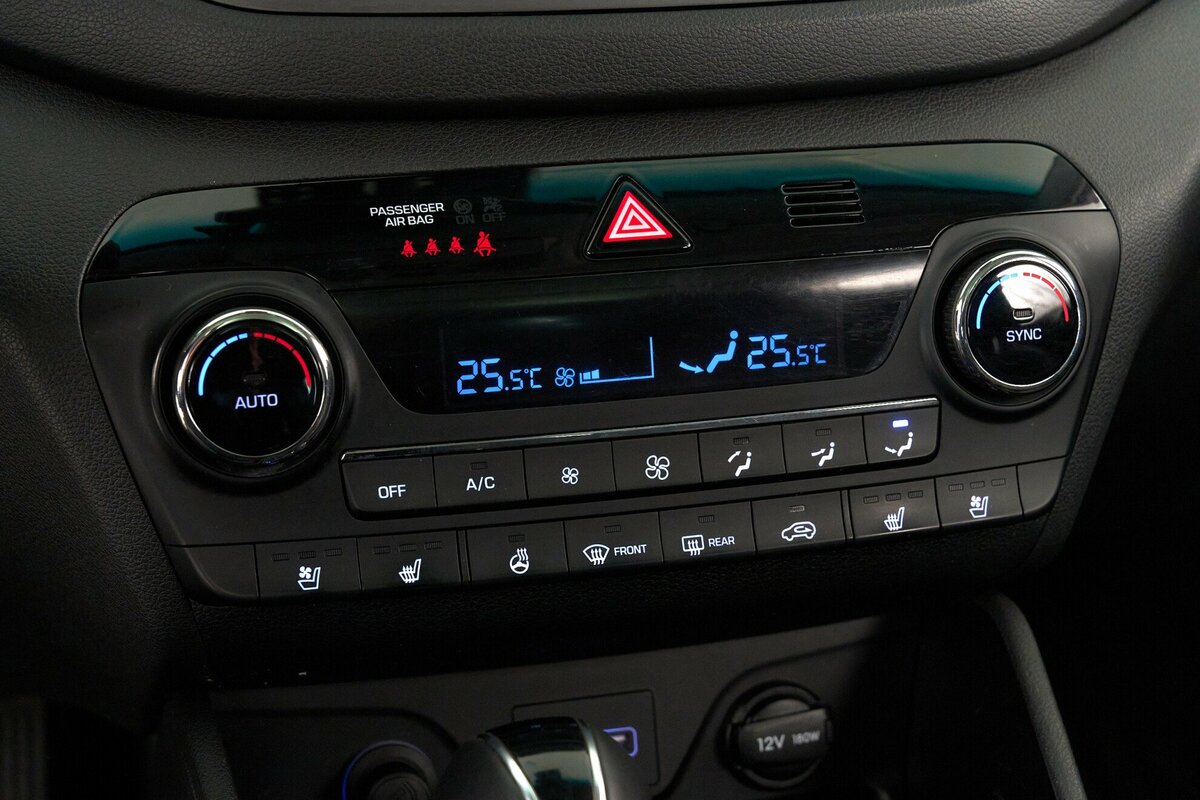 PASSENGER
AIR BAG
ON OFF
25.5°C
25.5°C
AUTO
SYNC
OFF
A/C
FRONT
REAR
12V 180W